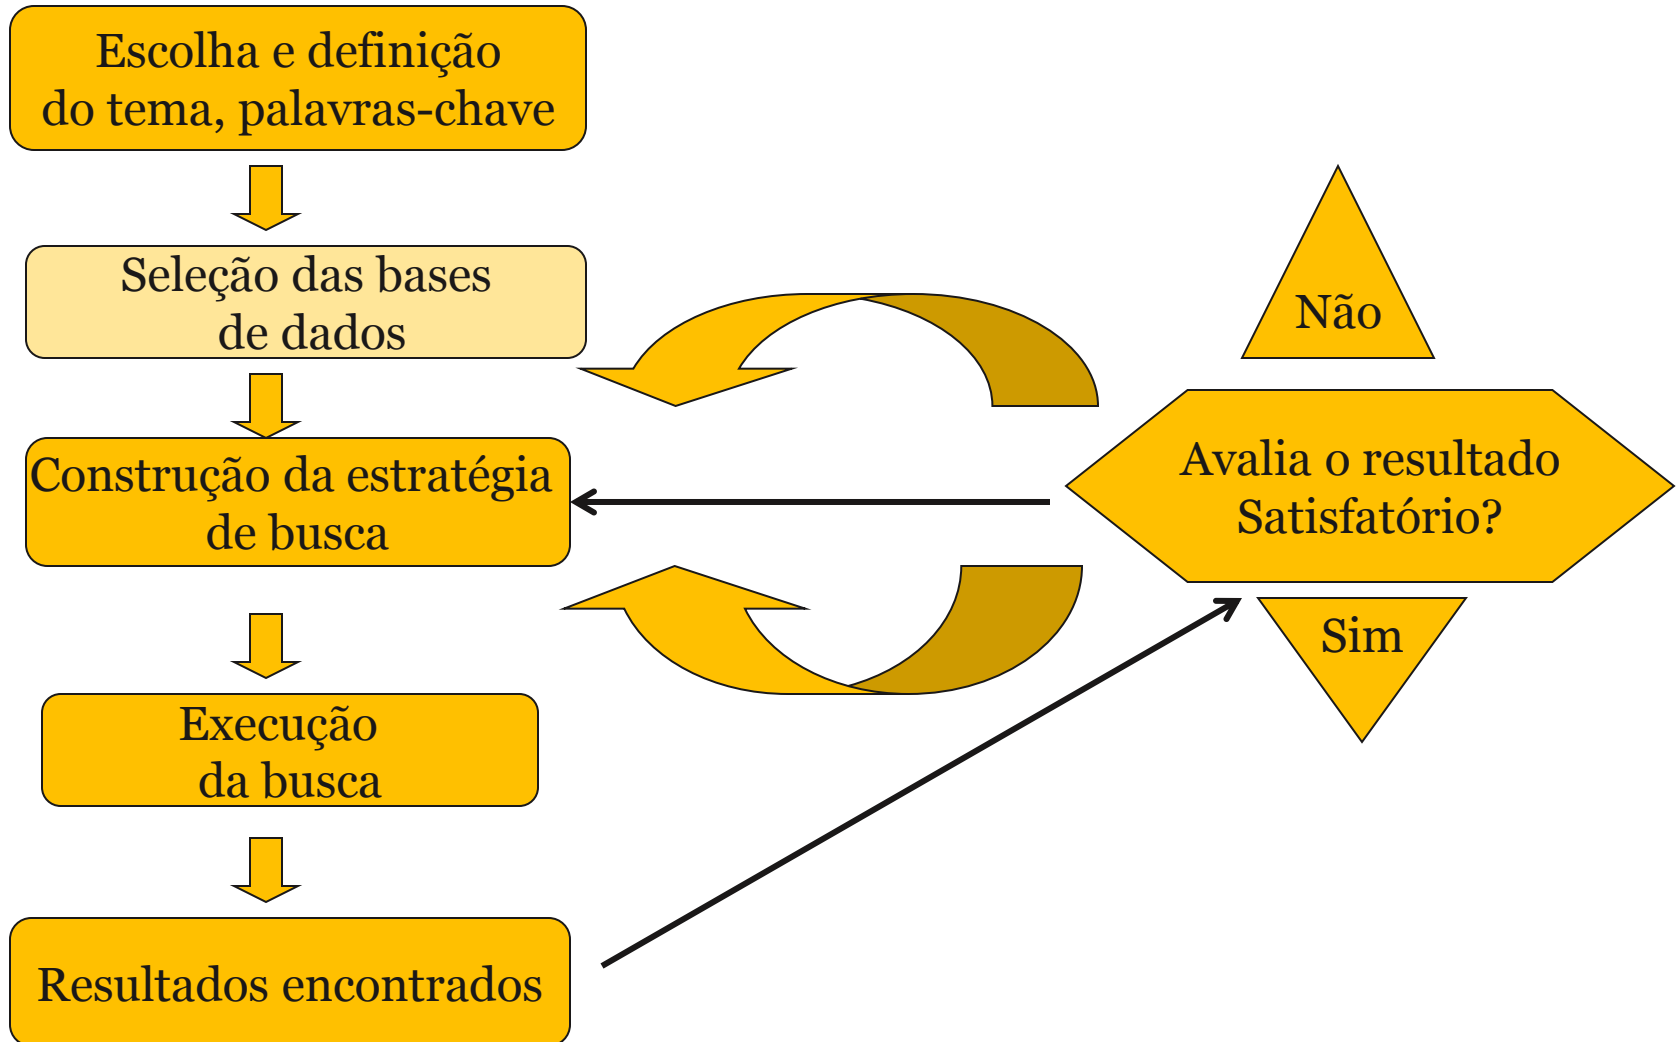 Escolha e definição
do tema, palavras-chave
Seleção das bases
de dados
Construção da estratégia
de busca
Execução
da busca
Resultados encontrados
Não
Avalia o resultado
Satisfatório?
Sim